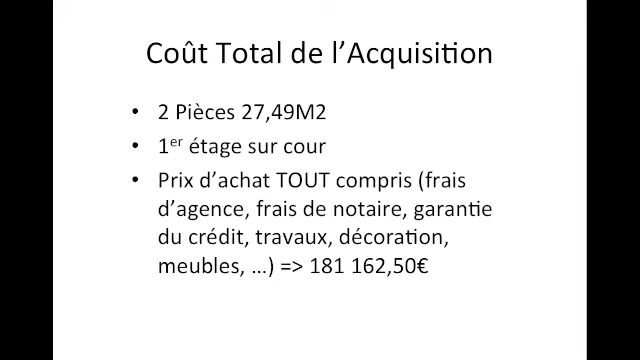 Coût Total de l’Acquisition
• 2 Pièces 27,49M2
• 1er étage sur cour
• Prix d’achat TOUT compris (frais
d’agence, frais de notaire, garantie
du crédit, travaux, décoration,
meubles, …) => 181 162,50€